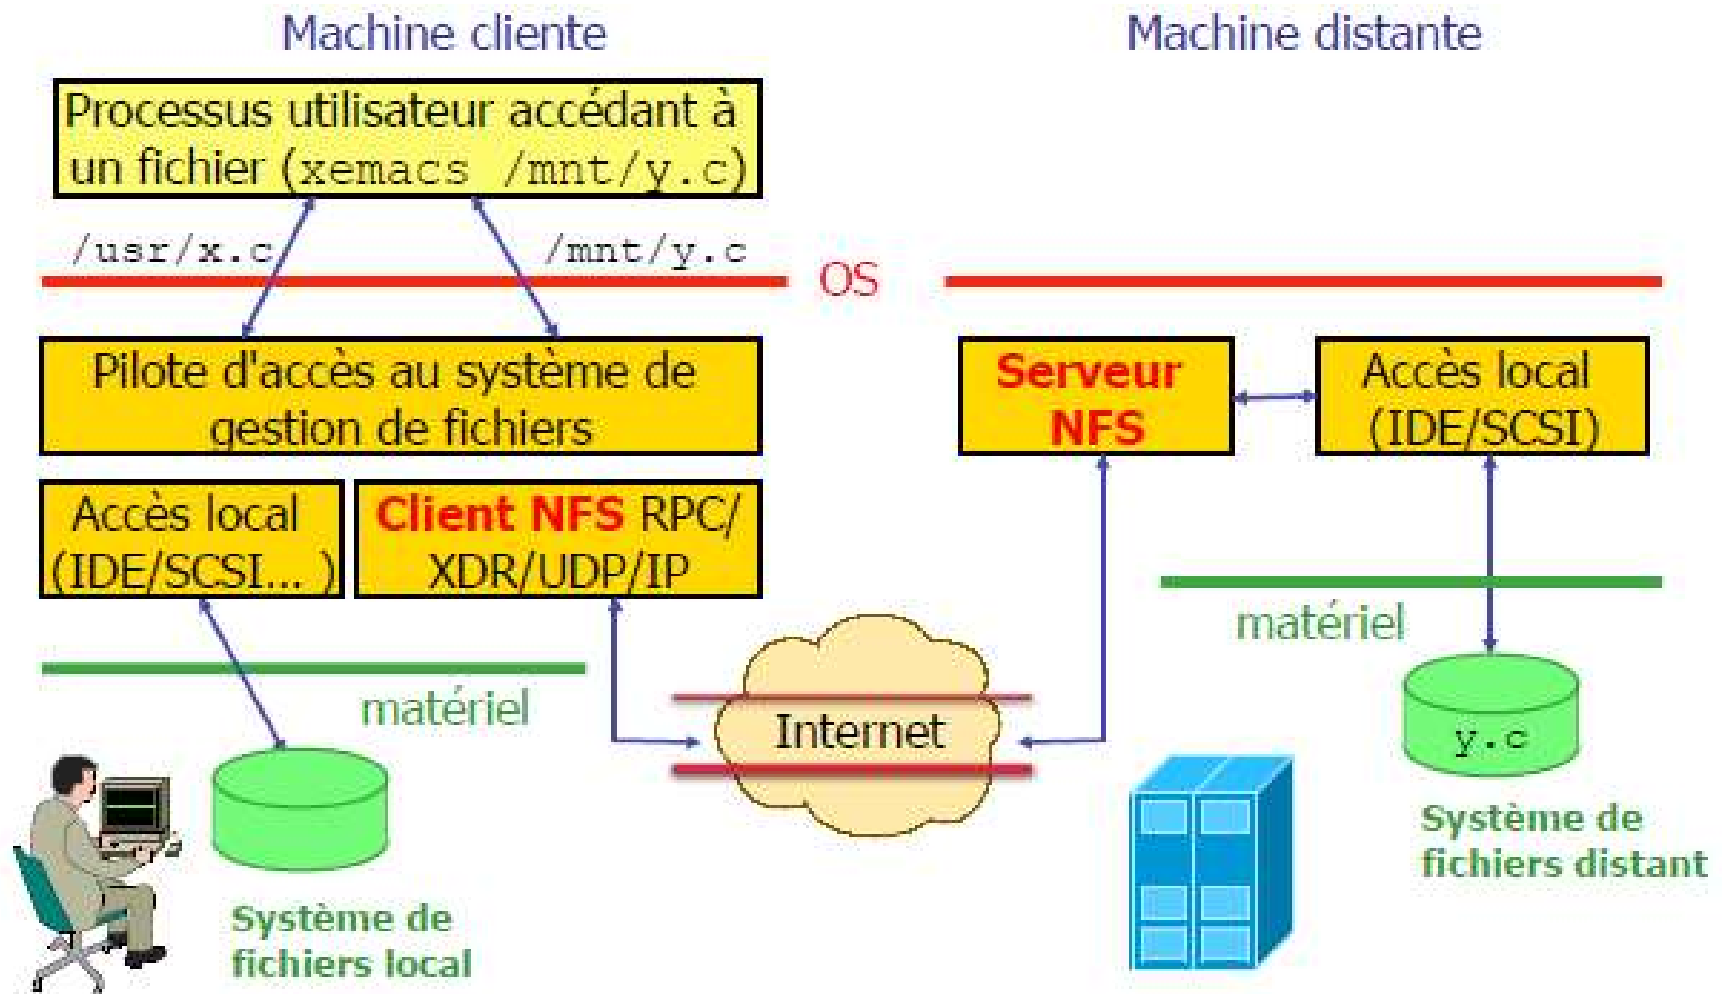 Machine cliente
Machine distante
Processus utilisateur accédant à
un fichier (xemacs /mnt/y.c)
/usr/x.c
/mnt/y.c
OS
Pilote d'accès au système de
gestion de fichiers
Serveur
NFS
Accès local
(IDE/SCSI)
Accès local
(IDE/SCSI... )
Client NFS RPC/
XDR/UDP/IP
matériel
matériel
Internet
y.c
Système de
fichiers distant
Système de
fichiers local